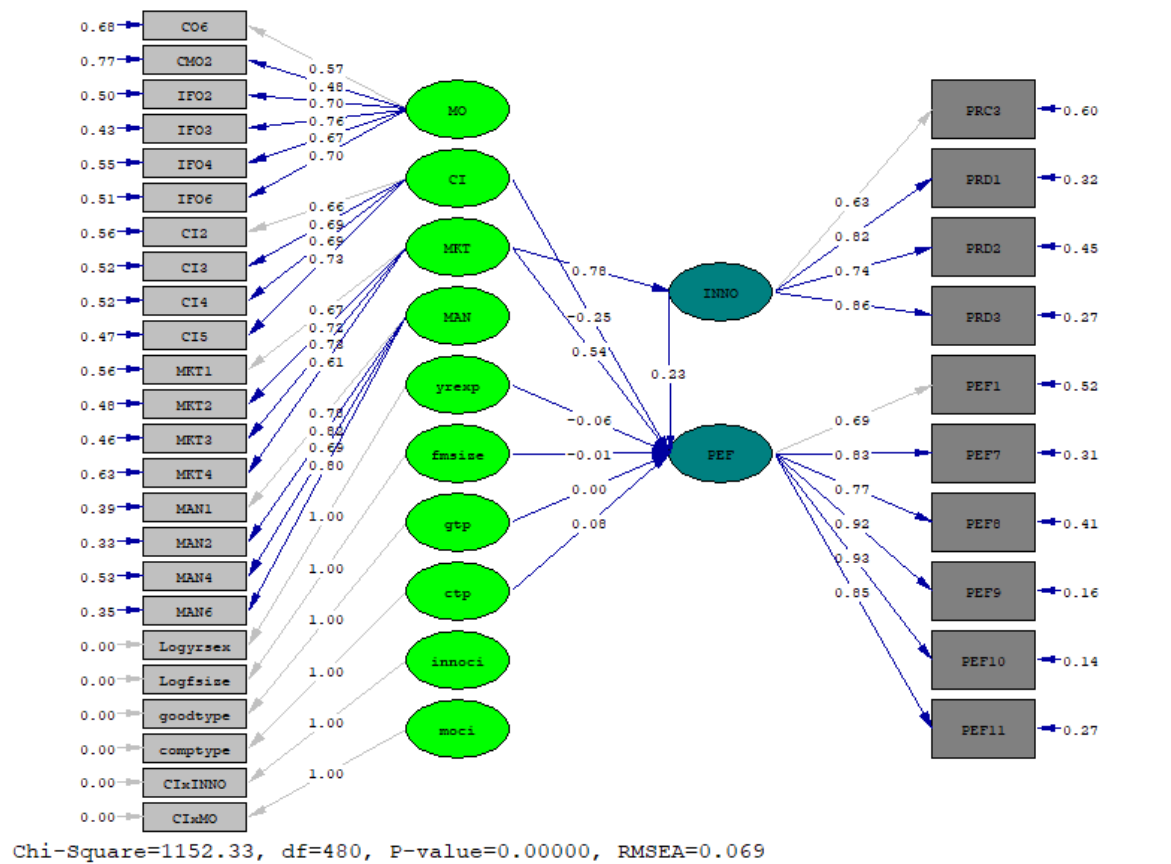 0.68 CO6
0.77 CMO2
0.50 IFO2
0.43 IFO3
0.55 IFO4
0.51 IFO6
0.56 CI2
0.52 CI3
0.52 CI4
0.47 CI5
0.56 MKT1
0.48 MKT2
0.46 MKT3
0.63 MKT4
0.39 MAN1
0.33 MAN2
0.53 MAN4
0.35 MAN6
0.00 Logyrsex
0.00 Logfsize
0.00 goodtype
0.00 comptype
0.00 CIxINNO
0.00 CIxMO
0.57
0.48
0.70
0.76
0.67
0.70
0.66
0.69
0.69
0.73
0.67
0.72
0.73
0.61
0.78
0.69
0.80
1.00
1.00
1.00
1.00
1.00
1.00
MO
CI
MKT
MAN
yrexp
fmsize
gtp
ctp
innoci
moci
0.78
-0.25
0.54
0.23
-0.06
-0.01
0.00
0.08
INNO
PEF
0.63
0.82
0.74
0.86
0.69
0.83
0.77
0.92
0.93
0.85
PRC3 0.60
PRD1 0.32
PRD2 0.45
PRD3 0.27
PEF1 0.52
PEF7 0.31
PEF8 0.41
PEF9 0.16
PEF10 0.14
PEF11 0.27
Chi-Square=1152.33, df=480, P-value=0.00000, RMSEA=0.069